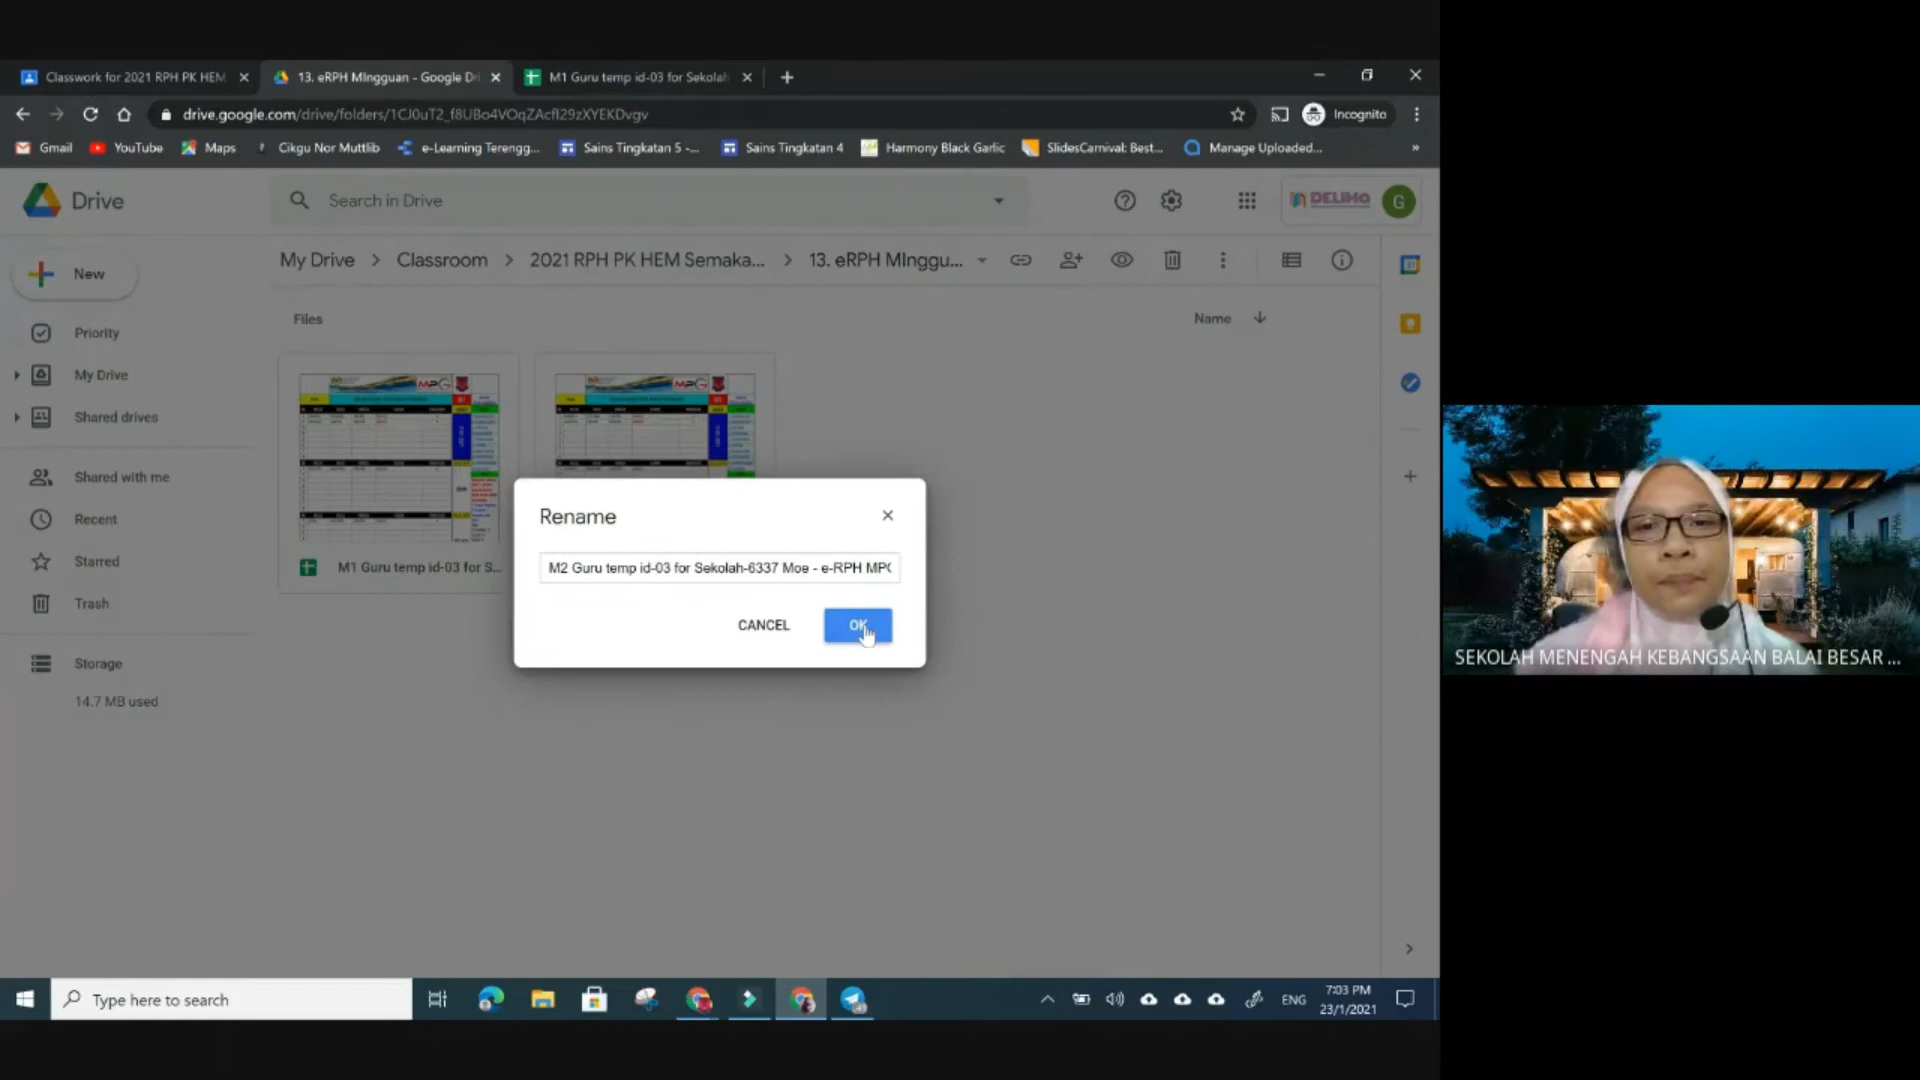 Classwork for 2021 RPH PK HEM
13. eRPH MIngguan - Google Dri
M1 Guru temp id-03 for Sekolah
drive.google.com/drive/folders/1CJ0uT2_f8UBo4VOqZAcfl29zXYEKDvgv
Incognito
Gmail
YouTube
Maps
Cikgu Nor Muttlib
e-Learning Terengg...
Sains Tingkatan 5 -...
Sains Tingkatan 4
Harmony Black Garlic
SlidesCarnival: Best...
Manage Uploaded...
»
Drive
Search in Drive
DELIMa
G
New
My Drive > Classroom > 2021 RPH PK HEM Semaka... > 13. eRPH MInggu...
Priority
My Drive
Shared drives
Shared with me
Recent
Starred
Trash
Storage
14.7 MB used
Files
Name
MPG
MPG
M1 Guru temp id-03 for S...
Rename
M2 Guru temp id-03 for Sekolah-6337 Moe - e-RPH MPG
CANCEL
OK
SEKOLAH MENENGAH KEBANGSAAN BALAI BESAR ...
Type here to search
ENG
7:03 PM
23/1/2021